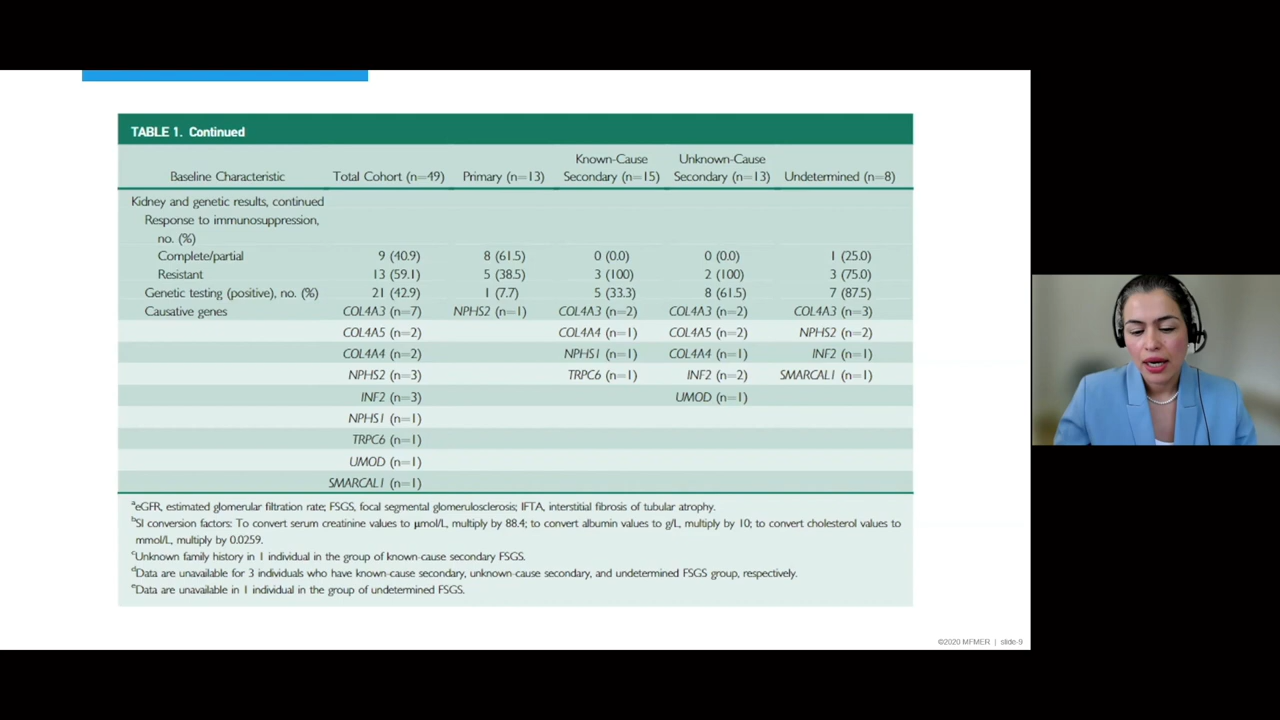 TABLE 1. Continued
Baseline Characteristic Total Cohort (n=49) Primary (n=13) Known-Cause Secondary (n=15) Unknown-Cause Secondary (n=13) Undetermined (n=8)
Kidney and genetic results, continued
Response to immunosuppression,
no. (%)
Complete/partial 9 (40.9) 8 (61.5) 0 (0.0) 0 (0.0) 1 (25.0)
Resistant 13 (59.1) 5 (38.5) 3 (100) 2 (100) 3 (75.0)
Genetic testing (positive), no. (%) 21 (42.9) 1 (7.7) 5 (33.3) 8 (61.5) 7 (87.5)
Causative genes COL4A3 (n=7) NPHS2 (n=1) COL4A3 (n=2) COL4A3 (n=2) COL4A3 (n=3)
COL4A5 (n=2) COL4A4 (n=1) COL4A5 (n=2) NPHS2 (n=2)
COL4A4 (n=2) NPHS1 (n=1) COL4A4 (n=1) INF2 (n=1)
NPHS2 (n=3) TRPC6 (n=1) INF2 (n=2) SMARCAL1 (n=1)
INF2 (n=3) UMOD (n=1)
NPHS1 (n=1)
TRPC6 (n=1)
UMOD (n=1)
SMARCAL1 (n=1)
aeGFR, estimated glomerular filtration rate; FSGS, focal segmental glomerulosclerosis; IFTA, interstitial fibrosis of tubular atrophy.
bSI conversion factors: To convert serum creatinine values to μmol/L, multiply by 88.4; to convert albumin values to g/L, multiply by 10; to convert cholesterol values to
mmol/L, multiply by 0.0259.
cUnknown family history in 1 individual in the group of known-cause secondary FSGS.
dData are unavailable for 3 individuals who have known-cause secondary, unknown-cause secondary, and undetermined FSGS group, respectively.
eData are unavailable in 1 individual in the group of undetermined FSGS.
©2020 MFMER | slide-9